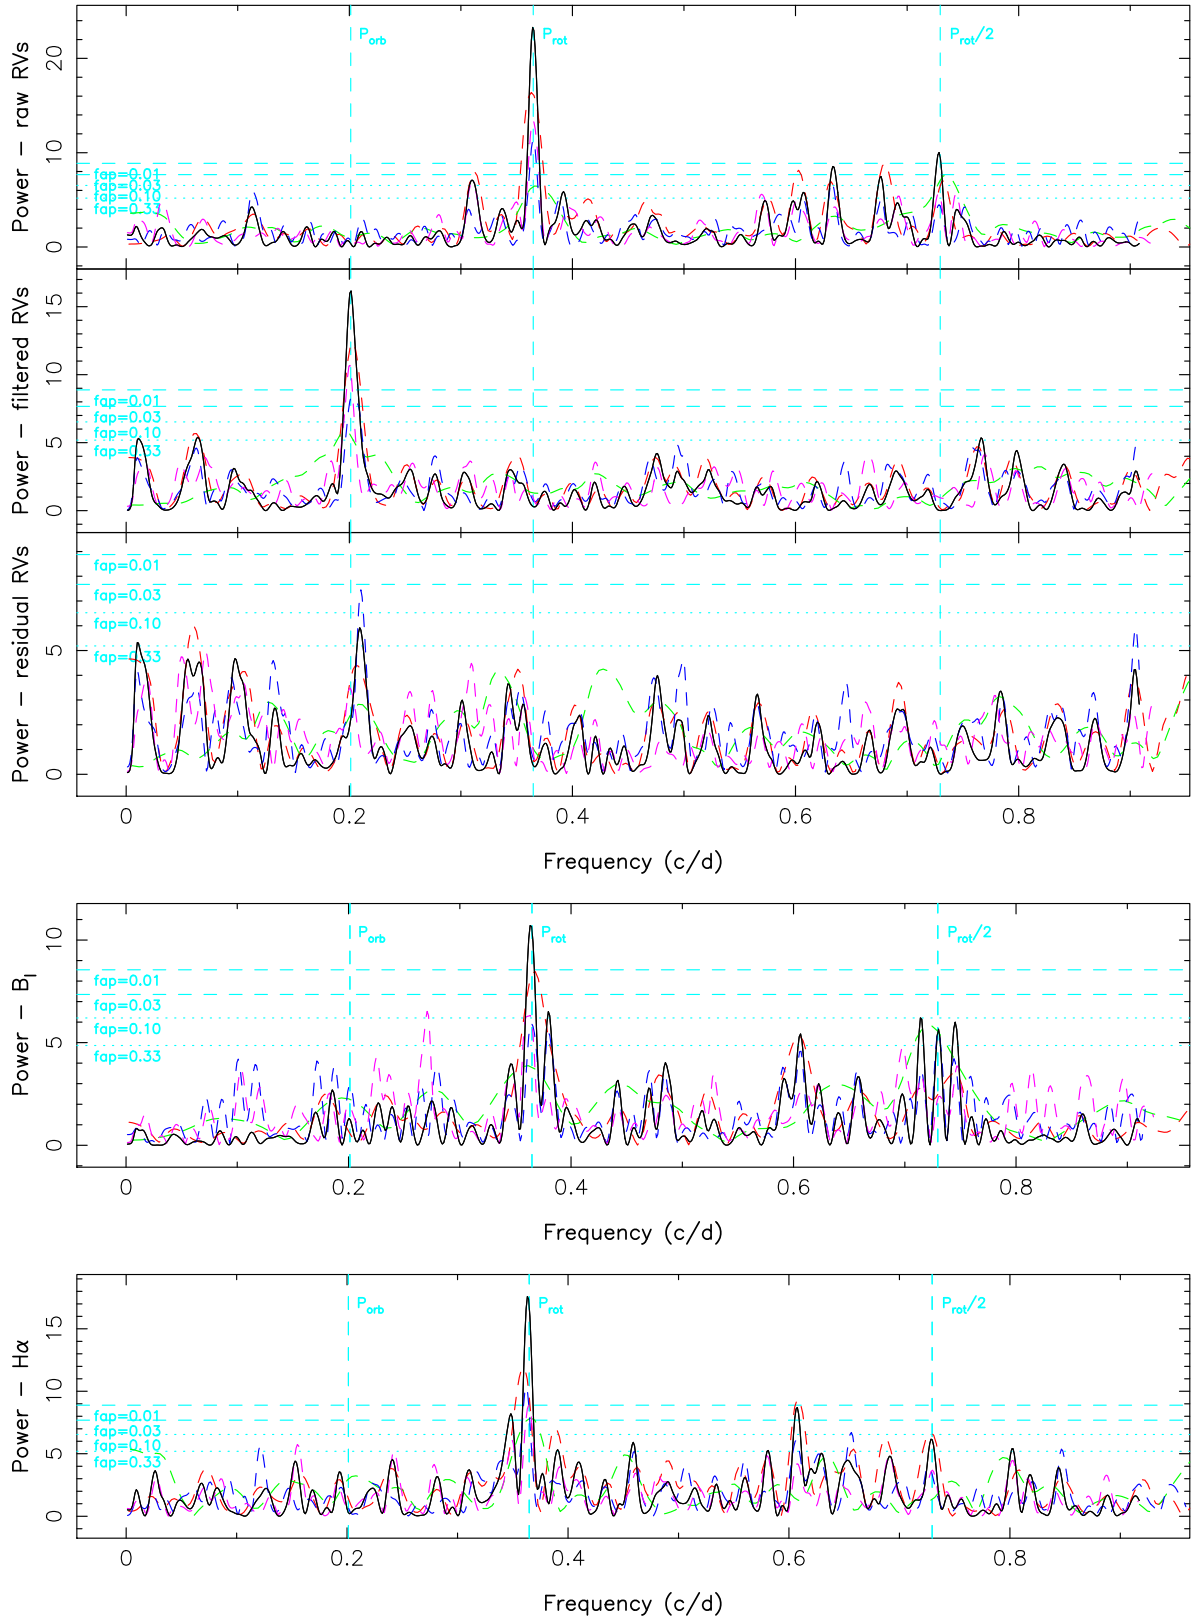 Power − raw RVs
0
10
20
P_orb
P_rot
P_rot/2
fap=0.01
fap=0.03
fap=0.10
fap=0.33
Power − filtered RVs
0
5
10
15
fap=0.01
fap=0.03
fap=0.10
fap=0.33
Power − residual RVs
0
5
fap=0.01
fap=0.03
fap=0.10
fap=0.33
0 0.2 0.4 0.6 0.8
Frequency (c/d)
Power − B_l
0
5
10
P_orb
P_rot
P_rot/2
fap=0.01
fap=0.03
fap=0.10
fap=0.33
0 0.2 0.4 0.6 0.8
Frequency (c/d)
Power − Hα
0
5
10
15
P_orb
P_rot
P_rot/2
fap=0.01
fap=0.03
fap=0.10
fap=0.33
0 0.2 0.4 0.6 0.8
Frequency (c/d)